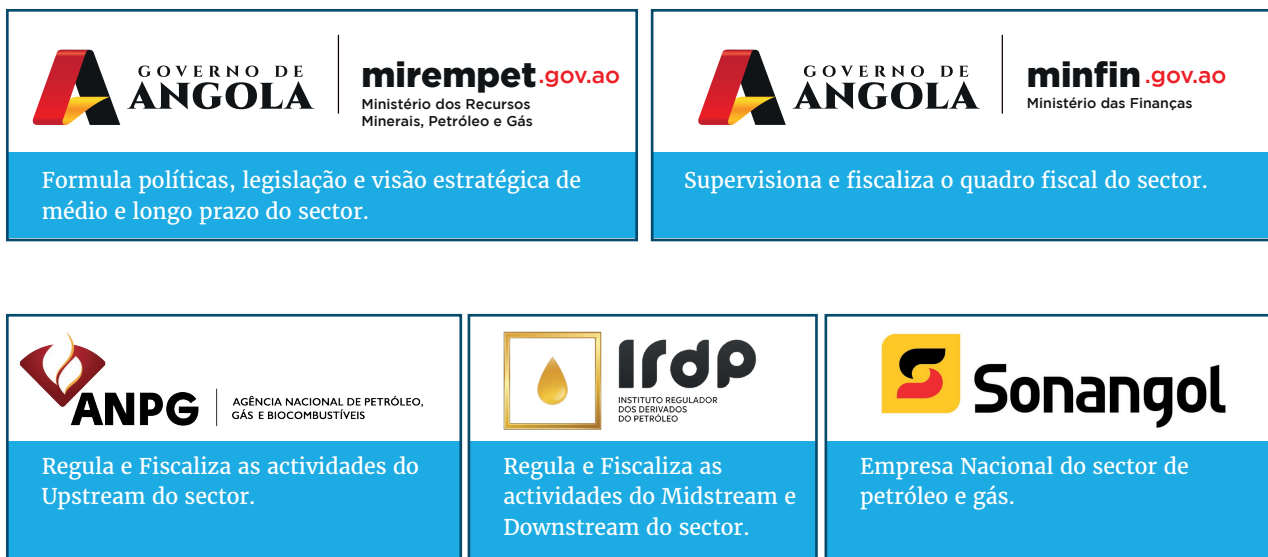 GOVERNO DE
ANGOLA
mirempet.gov.ao
Ministério dos Recursos
Minerais, Petróleo e Gás
Formula políticas, legislação e visão estratégica de
médio e longo prazo do sector.
GOVERNO DE
ANGOLA
minfin.gov.ao
Ministério das Finanças
Supervisiona e fiscaliza o quadro fiscal do sector.
ANPG
AGÊNCIA NACIONAL DE PETRÓLEO,
GÁS E BIOCOMBUSTÍVEIS
Regula e Fiscaliza as actividades do
Upstream do sector.
Irdp
INSTITUTO REGULADOR
DOS DERIVADOS
DO PETRÓLEO
Regula e Fiscaliza as
actividades do Midstream e
Downstream do sector.
Sonangol
Empresa Nacional do sector de
petróleo e gás.